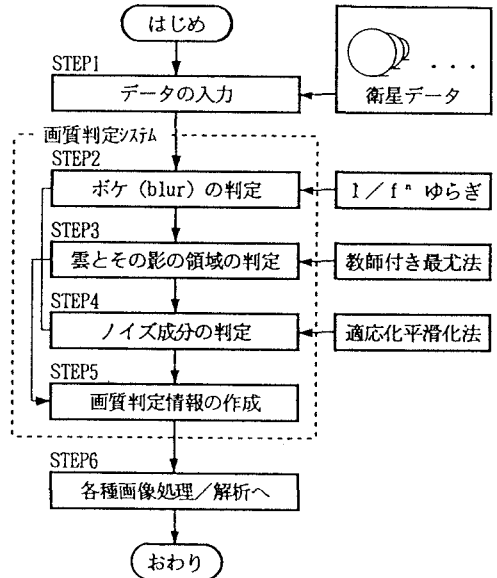 はじめ
STEP1
データの入力
衛星データ
画質判定システム
STEP2
ボケ (blur) の判定
1/fⁿ ゆらぎ
STEP3
雲とその影の領域の判定
教師付き最尤法
STEP4
ノイズ成分の判定
適応化平滑化法
STEP5
画質判定情報の作成
STEP6
各種画像処理/解析へ
おわり